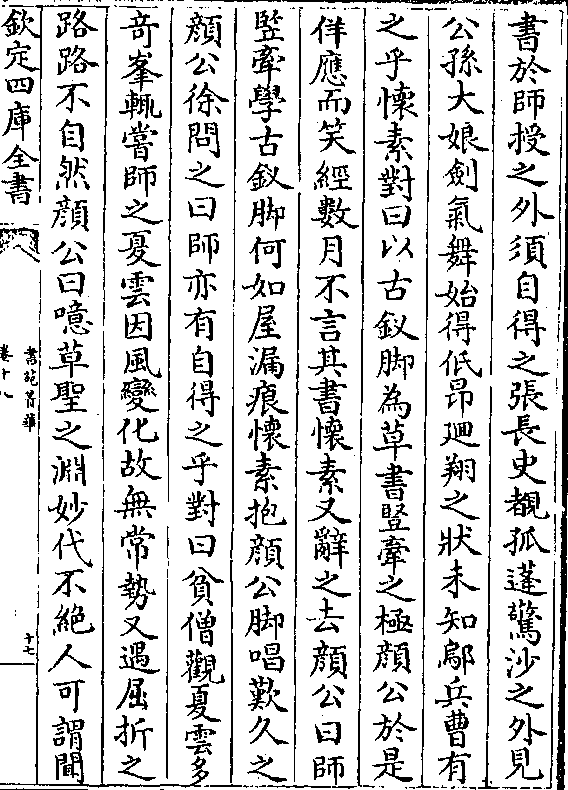 書於師授之外須自得之張長史覩孤蓬驚沙之外見
公孫大娘劍氣舞始得低昂廻翔之狀未知鄔兵曹有
之乎懷素對曰以古釵脚為草書竪牽之極顔公於是
佯應而笑經數月不言其書懷素又辭之去顔公曰師
竪牽學古釵脚何如屋漏痕懷素抱顔公脚唱歎久之
顔公徐問之曰師亦有自得之乎對曰貧僧觀夏雲多
竒峯輒嘗師之夏雲因風變化故無常勢又遇屈折之
路路不自然顔公曰噫草聖之淵妙代不絶人可謂聞
欽定四庫全書
書苑菁華
卷十八
十七